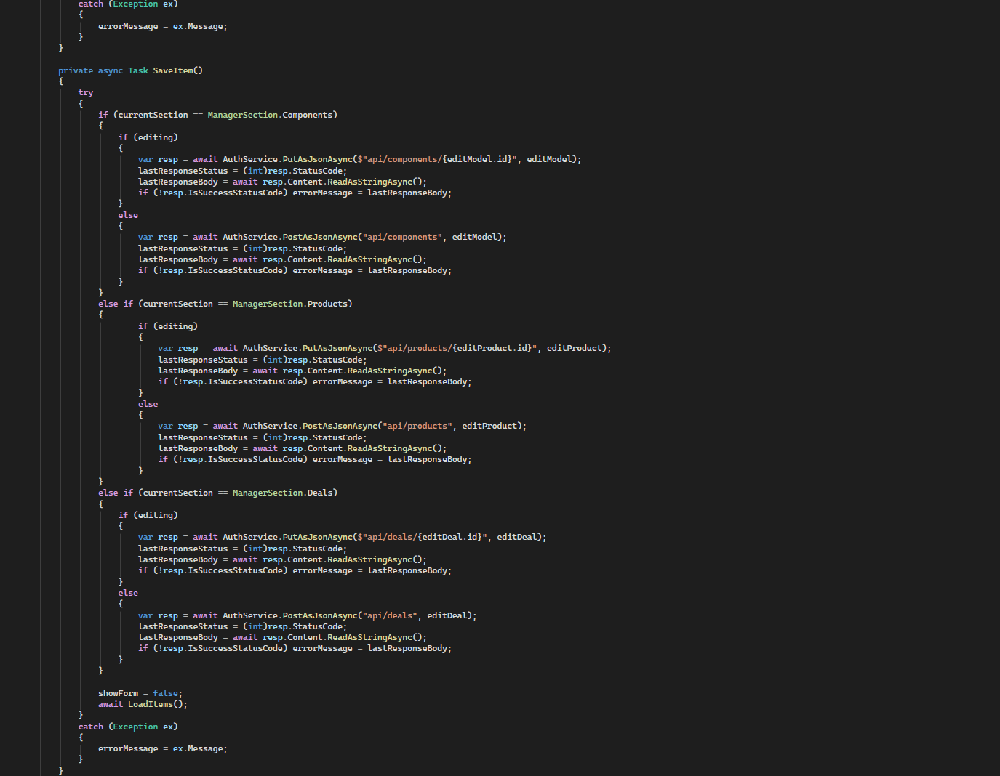 catch (Exception ex)
{
errorMessage = ex.Message;
}
}
private async Task SaveItem()
{
try
{
if (currentSection == ManagerSection.Components)
{
if (editing)
{
var resp = await AuthService.PutAsJsonAsync($"api/components/{editModel.id}", editModel);
lastResponseStatus = (int)resp.StatusCode;
lastResponseBody = await resp.Content.ReadAsStringAsync();
if (!resp.IsSuccessStatusCode) errorMessage = lastResponseBody;
}
else
{
var resp = await AuthService.PostAsJsonAsync("api/components", editModel);
lastResponseStatus = (int)resp.StatusCode;
lastResponseBody = await resp.Content.ReadAsStringAsync();
if (!resp.IsSuccessStatusCode) errorMessage = lastResponseBody;
}
}
else if (currentSection == ManagerSection.Products)
{
if (editing)
{
var resp = await AuthService.PutAsJsonAsync($"api/products/{editProduct.id}", editProduct);
lastResponseStatus = (int)resp.StatusCode;
lastResponseBody = await resp.Content.ReadAsStringAsync();
if (!resp.IsSuccessStatusCode) errorMessage = lastResponseBody;
}
else
{
var resp = await AuthService.PostAsJsonAsync("api/products", editProduct);
lastResponseStatus = (int)resp.StatusCode;
lastResponseBody = await resp.Content.ReadAsStringAsync();
if (!resp.IsSuccessStatusCode) errorMessage = lastResponseBody;
}
}
else if (currentSection == ManagerSection.Deals)
{
if (editing)
{
var resp = await AuthService.PutAsJsonAsync($"api/deals/{editDeal.id}", editDeal);
lastResponseStatus = (int)resp.StatusCode;
lastResponseBody = await resp.Content.ReadAsStringAsync();
if (!resp.IsSuccessStatusCode) errorMessage = lastResponseBody;
}
else
{
var resp = await AuthService.PostAsJsonAsync("api/deals", editDeal);
lastResponseStatus = (int)resp.StatusCode;
lastResponseBody = await resp.Content.ReadAsStringAsync();
if (!resp.IsSuccessStatusCode) errorMessage = lastResponseBody;
}
}
showForm = false;
await LoadItems();
}
catch (Exception ex)
{
errorMessage = ex.Message;
}
}